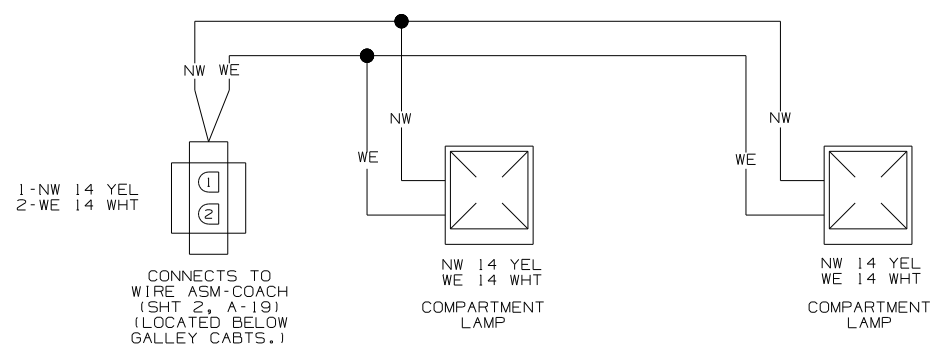 NW WE
NW
NW
WE
WE
1
2
1-NW 14 YEL
2-WE 14 WHT
CONNECTS TO
WIRE ASM-COACH
(SHT 2, A-19)
(LOCATED BELOW
GALLEY CABTS.)
NW 14 YEL
WE 14 WHT
COMPARTMENT
LAMP
NW 14 YEL
WE 14 WHT
COMPARTMENT
LAMP